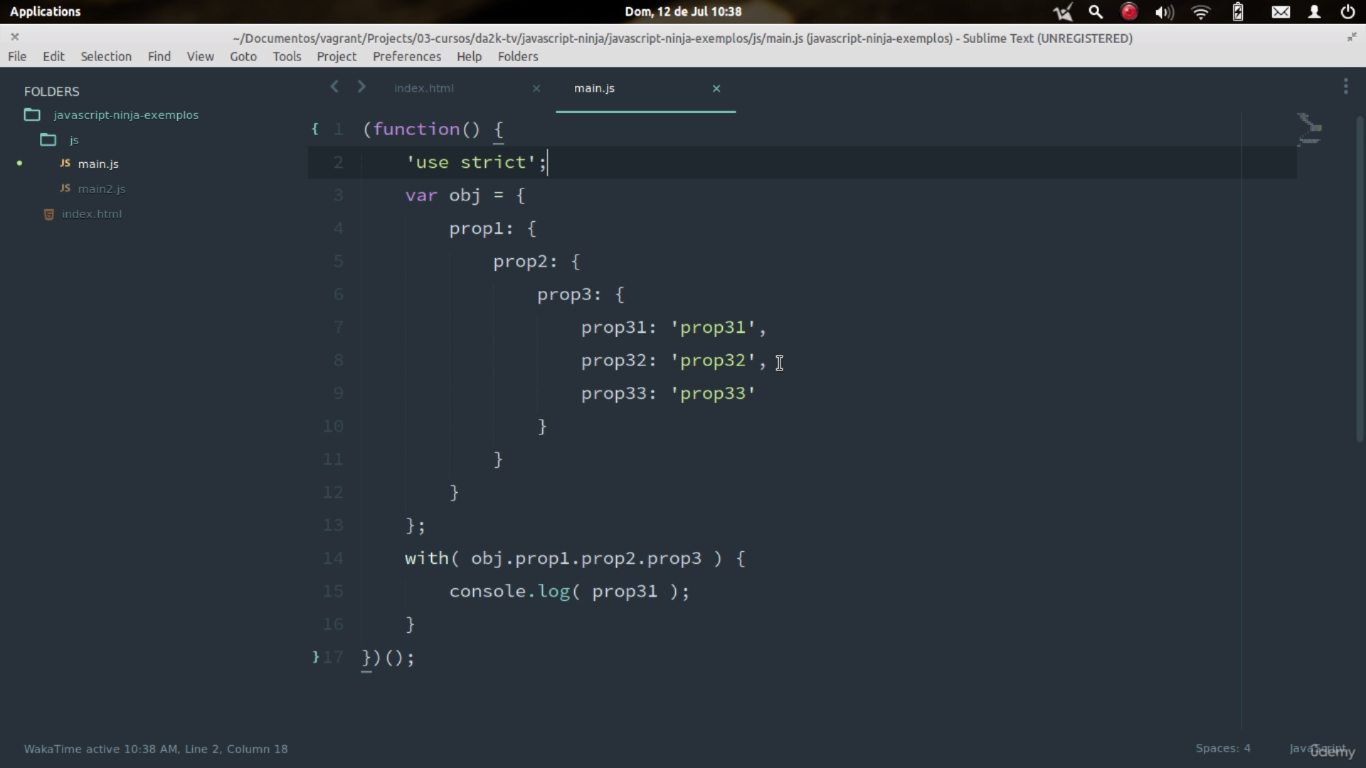 Applications
Dom, 12 de Jul 10:38
~/Documentos/vagrant/Projects/03-cursos/da2k-tv/javascript-ninja/javascript-ninja-exemplos/js/main.js (javascript-ninja-exemplos) - Sublime Text (UNREGISTERED)
File Edit Selection Find View Goto Tools Project Preferences Help Folders
FOLDERS
javascript-ninja-exemplos
js
JS main.js
JS main2.js
index.html
index.html × main.js ×
{ 1 (function() {
2     'use strict';
3     var obj = {
4         prop1: {
5             prop2: {
6                 prop3: {
7                     prop31: 'prop31',
8                     prop32: 'prop32',
9                     prop33: 'prop33'
10                 }
11             }
12         }
13     };
14     with( obj.prop1.prop2.prop3 ) {
15         console.log( prop31 );
16     }
} 17 })();
WakaTime active 10:38 AM, Line 2, Column 18
Spaces: 4
JavaScript
ûdemy